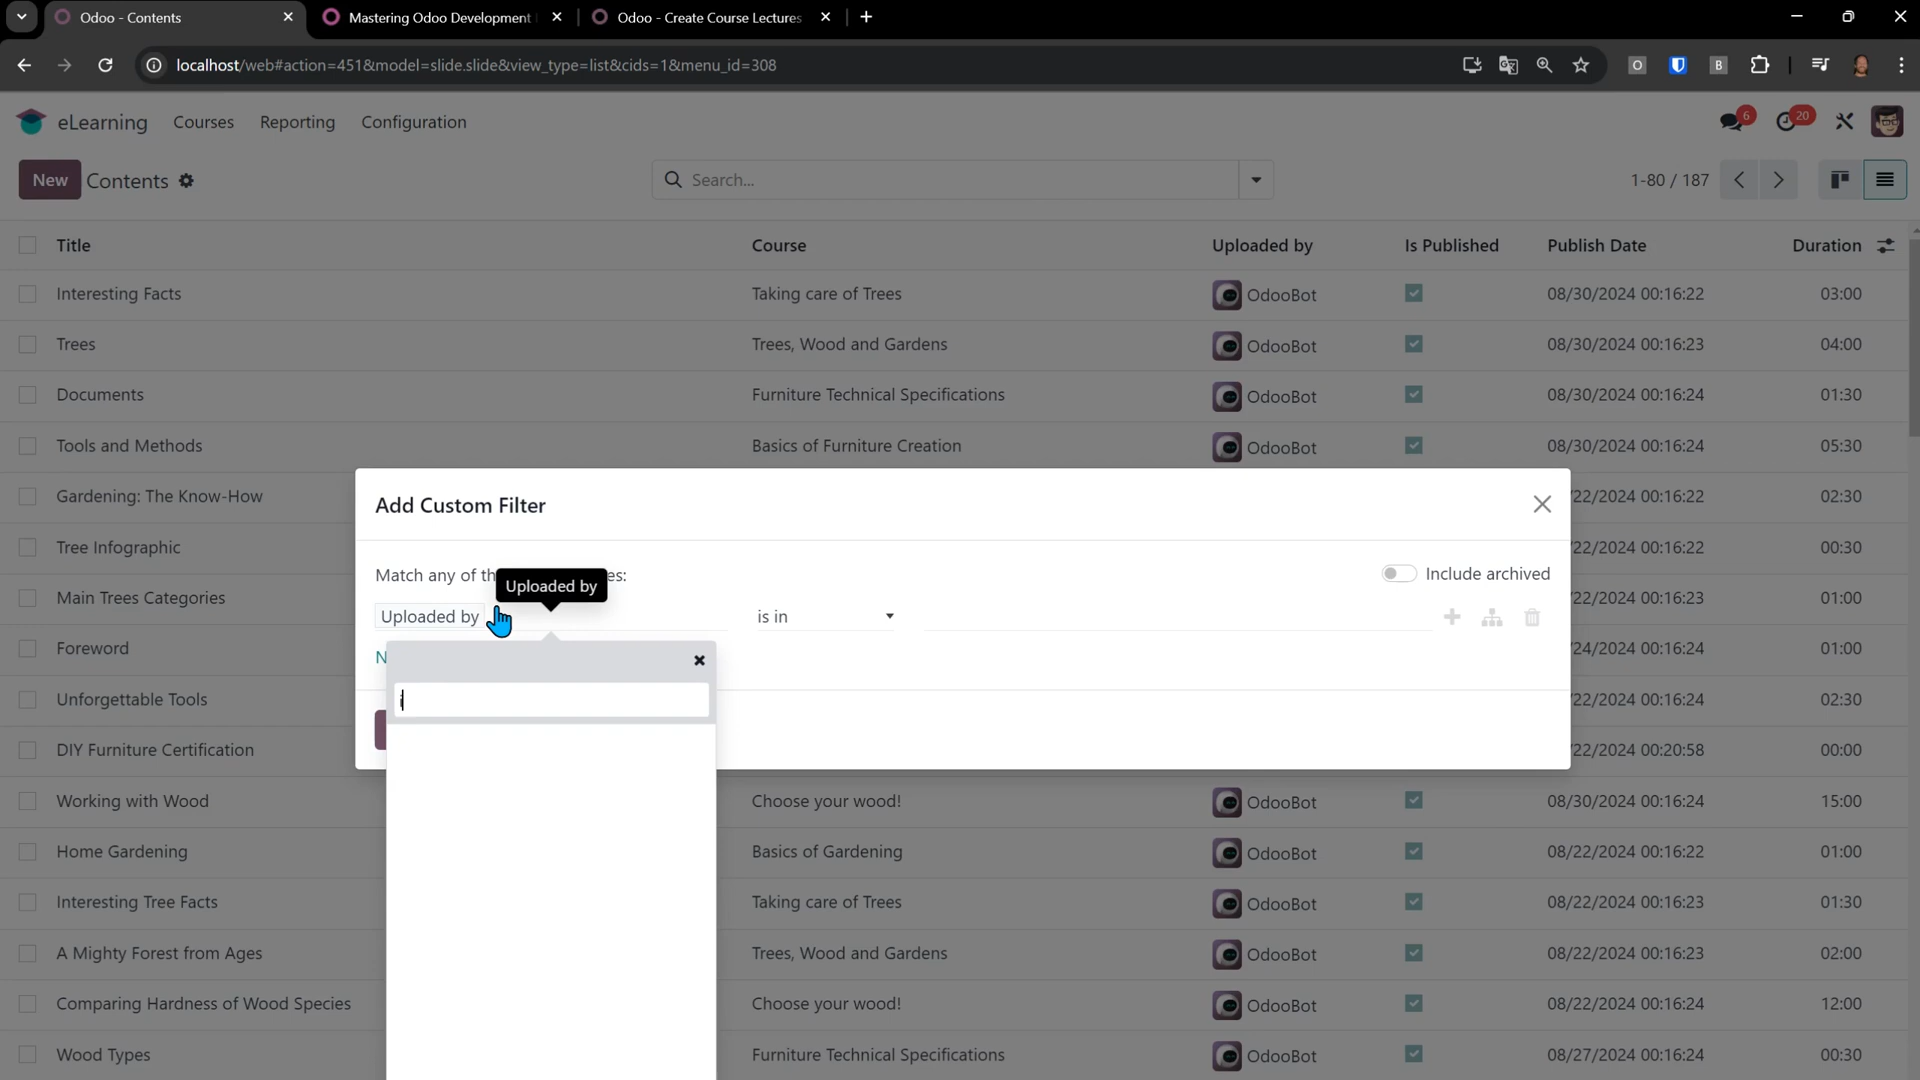 Odoo - Contents
Mastering Odoo Development
Odoo - Create Course Lectures
localhost/web#action=451&model=slide.slide&view_type=list&cids=1&menu_id=308
O
B
eLearning
Courses
Reporting
Configuration
6
20
New
Contents
Search...
1-80 / 187
Title Course Uploaded by Is Published Publish Date Duration
Interesting Facts Taking care of Trees OdooBot 08/30/2024 00:16:22 03:00
Trees Trees, Wood and Gardens OdooBot 08/30/2024 00:16:23 04:00
Documents Furniture Technical Specifications OdooBot 08/30/2024 00:16:24 01:30
Tools and Methods Basics of Furniture Creation OdooBot 08/30/2024 00:16:24 05:30
Gardening: The Know-How /22/2024 00:16:22 02:30
Tree Infographic /22/2024 00:16:22 00:30
Main Trees Categories /22/2024 00:16:23 01:00
Foreword /24/2024 00:16:24 01:00
Unforgettable Tools /22/2024 00:16:24 02:30
DIY Furniture Certification /22/2024 00:20:58 00:00
Add Custom Filter
Match any of th es:
Include archived
Uploaded by
Uploaded by
is in
N
i
Working with Wood Choose your wood! OdooBot 08/30/2024 00:16:24 15:00
Home Gardening Basics of Gardening OdooBot 08/22/2024 00:16:22 01:00
Interesting Tree Facts Taking care of Trees OdooBot 08/22/2024 00:16:23 01:30
A Mighty Forest from Ages Trees, Wood and Gardens OdooBot 08/22/2024 00:16:23 02:00
Comparing Hardness of Wood Species Choose your wood! OdooBot 08/22/2024 00:16:24 12:00
Wood Types Furniture Technical Specifications OdooBot 08/27/2024 00:16:24 00:30